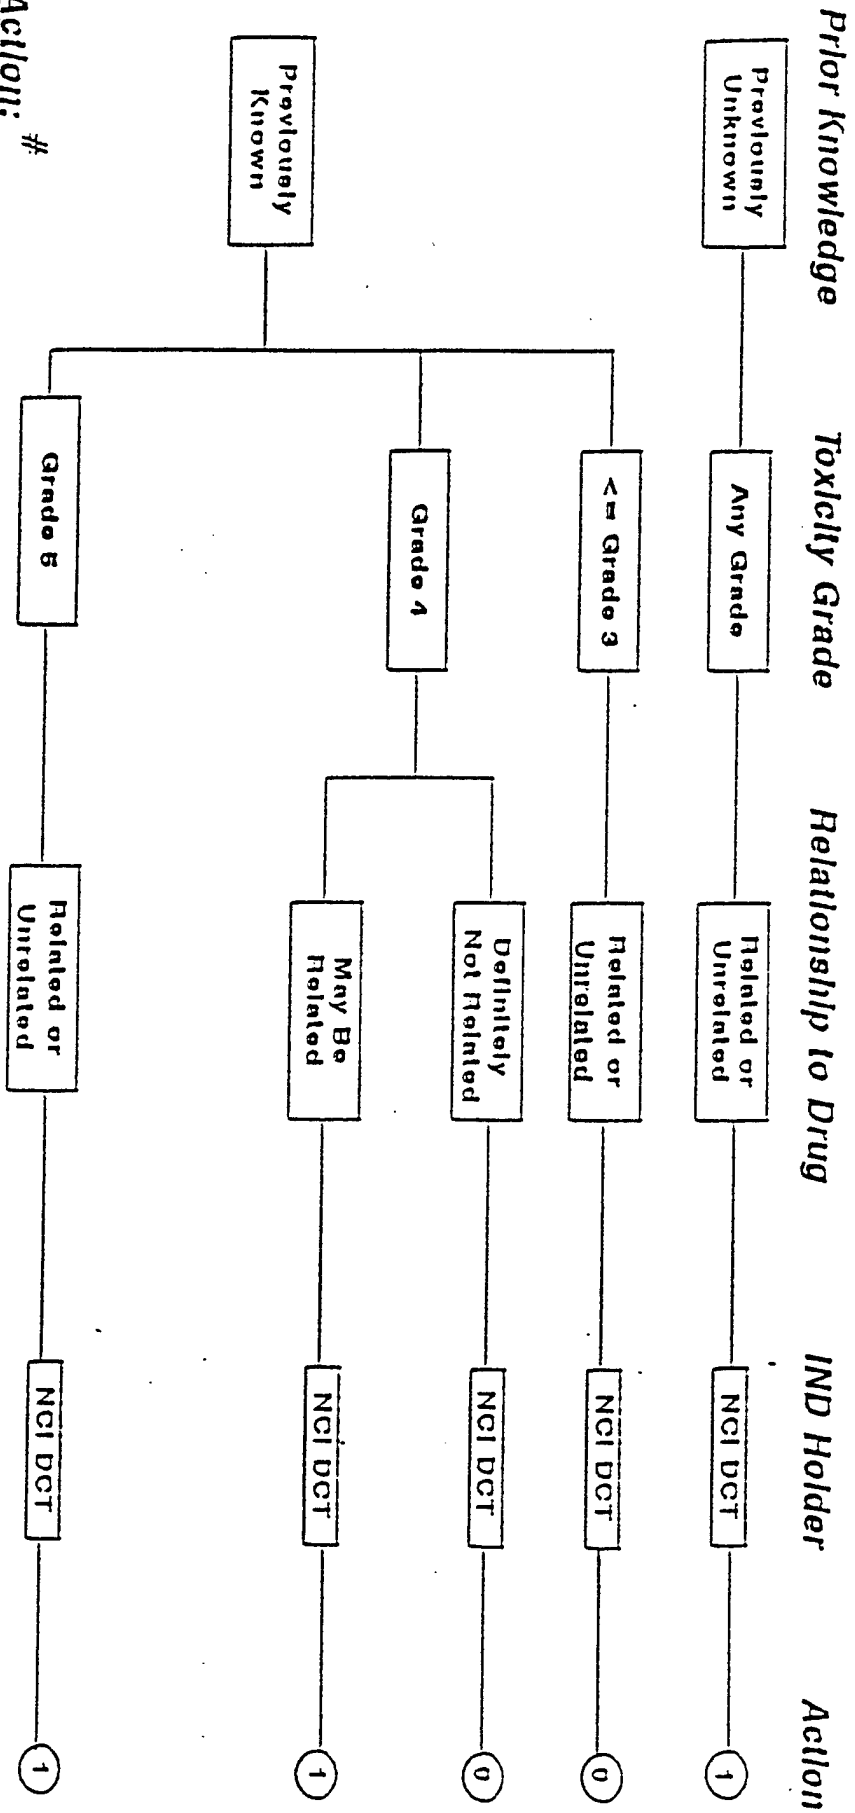 Prior Knowledge
Toxicity Grade
Relationship to Drug
IND Holder
Action
Previously
Unknown
Any Grade
Related or
Unrelated
NCI DCT
1
<= Grade 3
Related or
Unrelated
NCI DCT
0
Previously
Known
Grade 4
Definitely
Not Related
NCI DCT
0
May Be
Related
NCI DCT
1
Grade 5
Related or
Unrelated
NCI DCT
1
Action: #